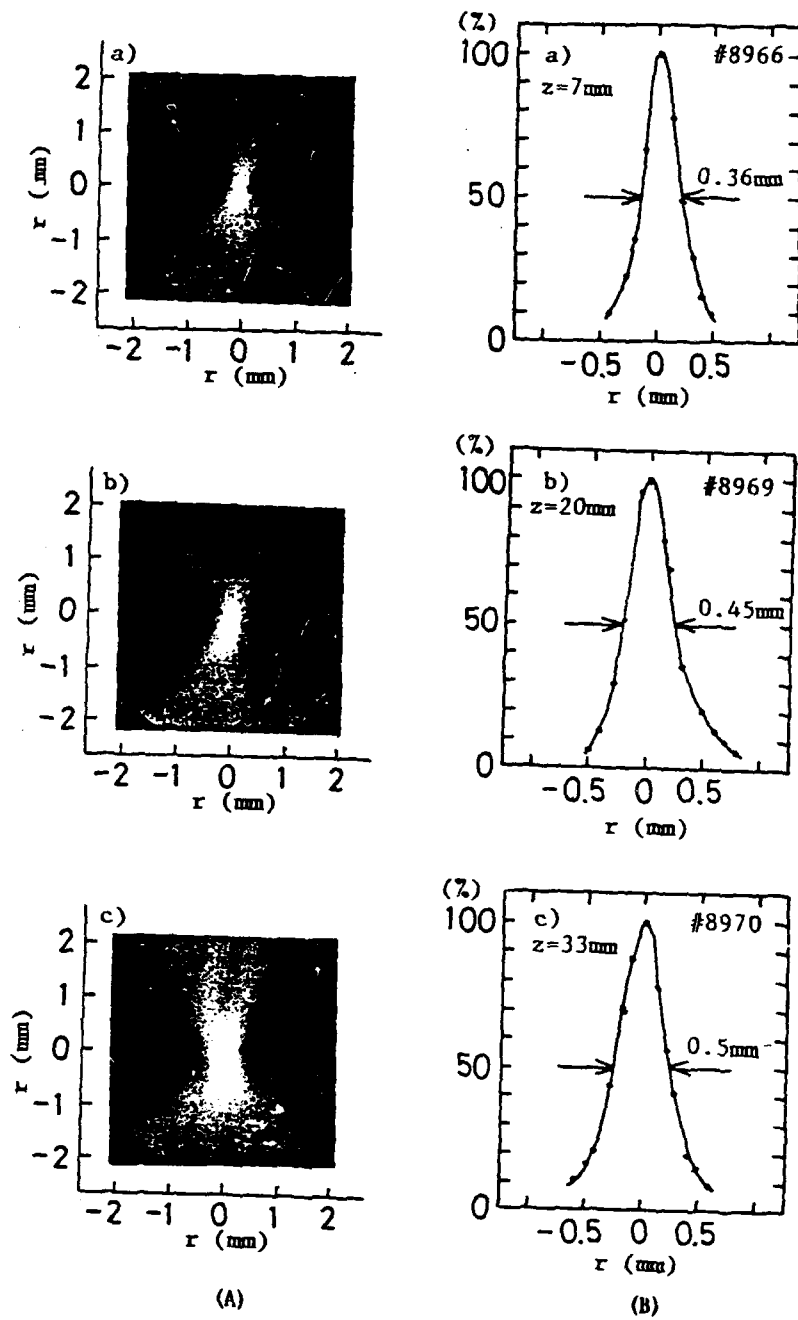 a)
2
1
0
-1
-2
r (mm)
-2 -1 0 1 2
r (mm)
(%)
100
50
0
a) #8966
z=7mm
0.36mm
-0.5 0 0.5
r (mm)
b)
2
1
0
-1
-2
r (mm)
-2 -1 0 1 2
r (mm)
(%)
100
50
0
b) #8969
z=20mm
0.45mm
-0.5 0 0.5
r (mm)
c)
2
1
0
-1
-2
r (mm)
-2 -1 0 1 2
r (mm)
(A)
(%)
100
50
0
c) #8970
z=33mm
0.5mm
-0.5 0 0.5
r (mm)
(B)